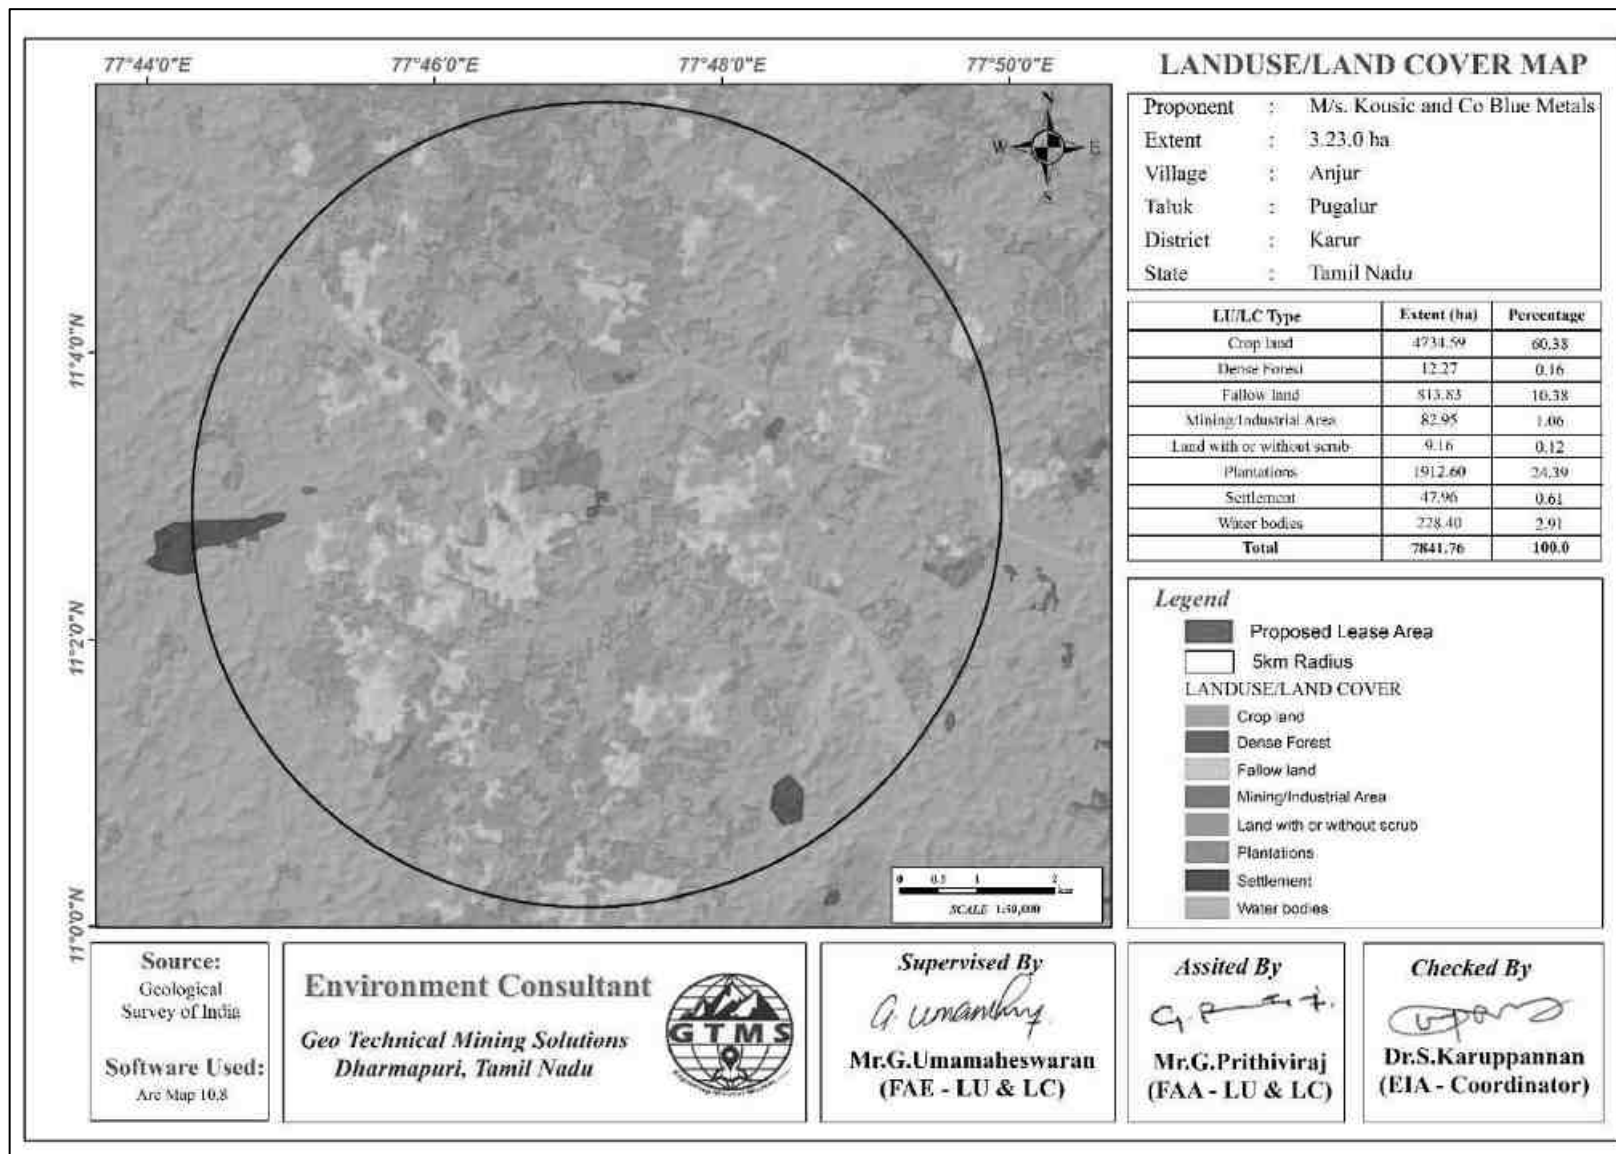 77°44'0"E 77°46'0"E 77°48'0"E 77°50'0"E
11°4'0"N
11°2'0"N
11°0'0"N
N
W E
S
0 0.5 1 2
km
SCALE 1:50,000
LANDUSE/LAND COVER MAP
Proponent : M/s. Kousic and Co Blue Metals
Extent : 3.23.0 ha
Village : Anjur
Taluk : Pugalur
District : Karur
State : Tamil Nadu
LU/LC Type Extent (ha) Percentage
Crop land 4734.59 60.38
Dense Forest 12.27 0.16
Fallow land 813.83 10.38
Mining/Industrial Area 82.95 1.06
Land with or without scrub 9.16 0.12
Plantations 1912.60 24.39
Settlement 47.96 0.61
Water bodies 228.40 2.91
Total 7841.76 100.0
Legend
Proposed Lease Area
5km Radius
LANDUSE/LAND COVER
Crop land
Dense Forest
Fallow land
Mining/Industrial Area
Land with or without scrub
Plantations
Settlement
Water bodies
Source:
Geological
Survey of India
Software Used:
Arc Map 10.8
Environment Consultant
Geo Technical Mining Solutions
Dharmapuri, Tamil Nadu
GTMS
Supervised By
Mr.G.Umamaheswaran
(FAE - LU & LC)
Assited By
Mr.G.Prithiviraj
(FAA - LU & LC)
Checked By
Dr.S.Karuppannan
(EIA - Coordinator)